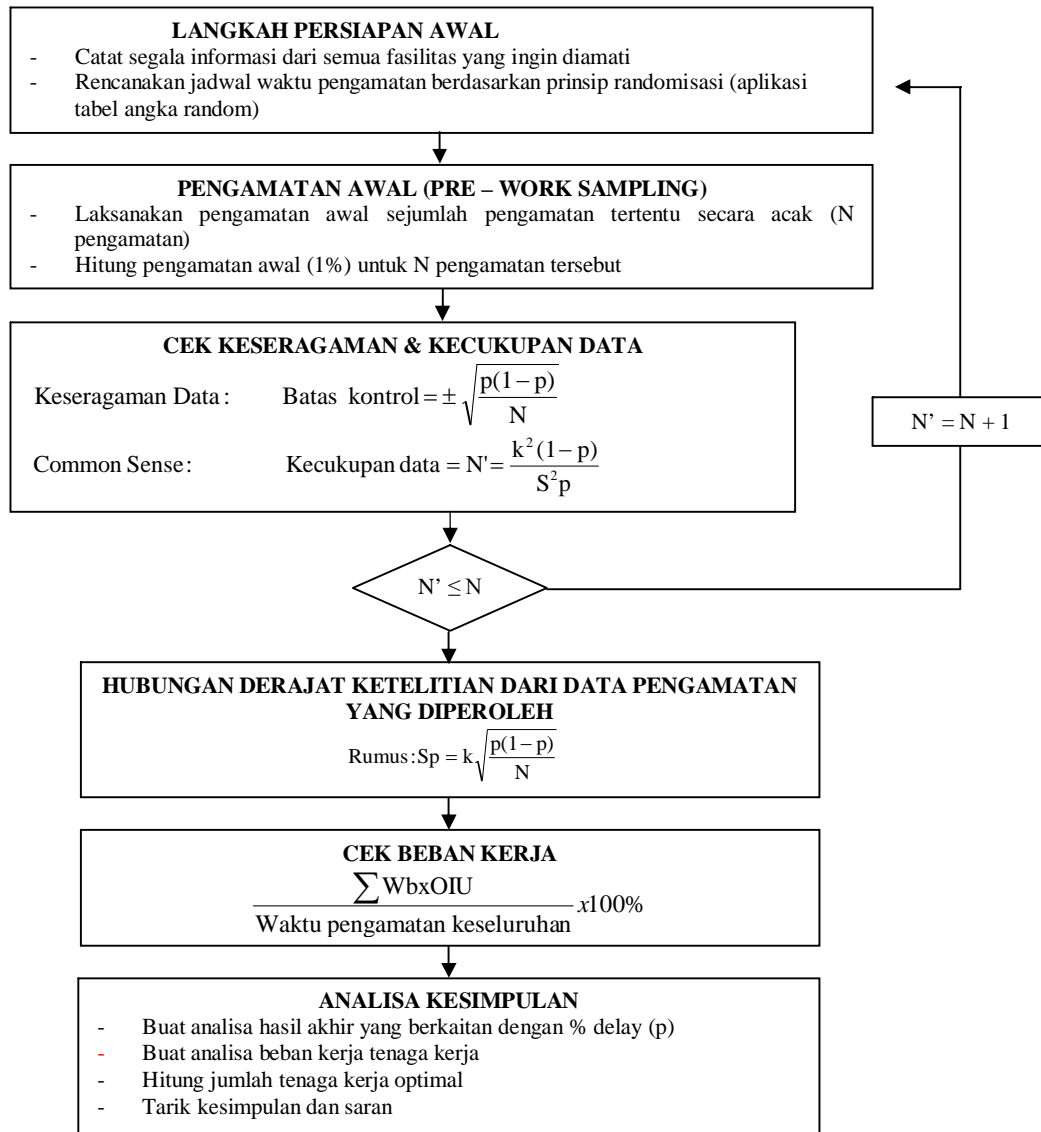 LANGKAH PERSIAPAN AWAL
- Catat segala informasi dari semua fasilitas yang ingin diamati
- Rencanakan jadwal waktu pengamatan berdasarkan prinsip randomisasi (aplikasi
tabel angka random)
PENGAMATAN AWAL (PRE – WORK SAMPLING)
- Laksanakan pengamatan awal sejumlah pengamatan tertentu secara acak (N
pengamatan)
- Hitung pengamatan awal (1%) untuk N pengamatan tersebut
CEK KESERAGAMAN & KECUKUPAN DATA
Keseragaman Data : Batas kontrol = ± √(p(1 − p)/N)
Common Sense : Kecukupan data = N' = k²(1 − p)/S²p
N’ = N + 1
N’ ≤ N
HUBUNGAN DERAJAT KETELITIAN DARI DATA PENGAMATAN
YANG DIPEROLEH
Rumus : Sp = k√(p(1 − p)/N)
CEK BEBAN KERJA
∑ WbxOIU
Waktu pengamatan keseluruhan x100%
ANALISA KESIMPULAN
- Buat analisa hasil akhir yang berkaitan dengan % delay (p)
- Buat analisa beban kerja tenaga kerja
- Hitung jumlah tenaga kerja optimal
- Tarik kesimpulan dan saran